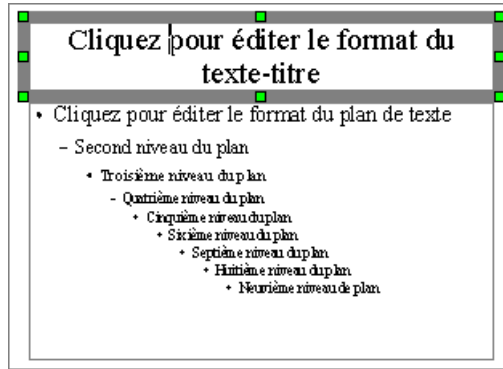 Cliquez pour éditer le format du
texte-titre
• Cliquez pour éditer le format du plan de texte
– Second niveau du plan
• Troisième niveau du plan
– Quatrième niveau du plan
• Cinquième niveau du plan
• Sixième niveau du plan
• Septième niveau du plan
• Huitième niveau du plan
• Neuvième niveau de plan